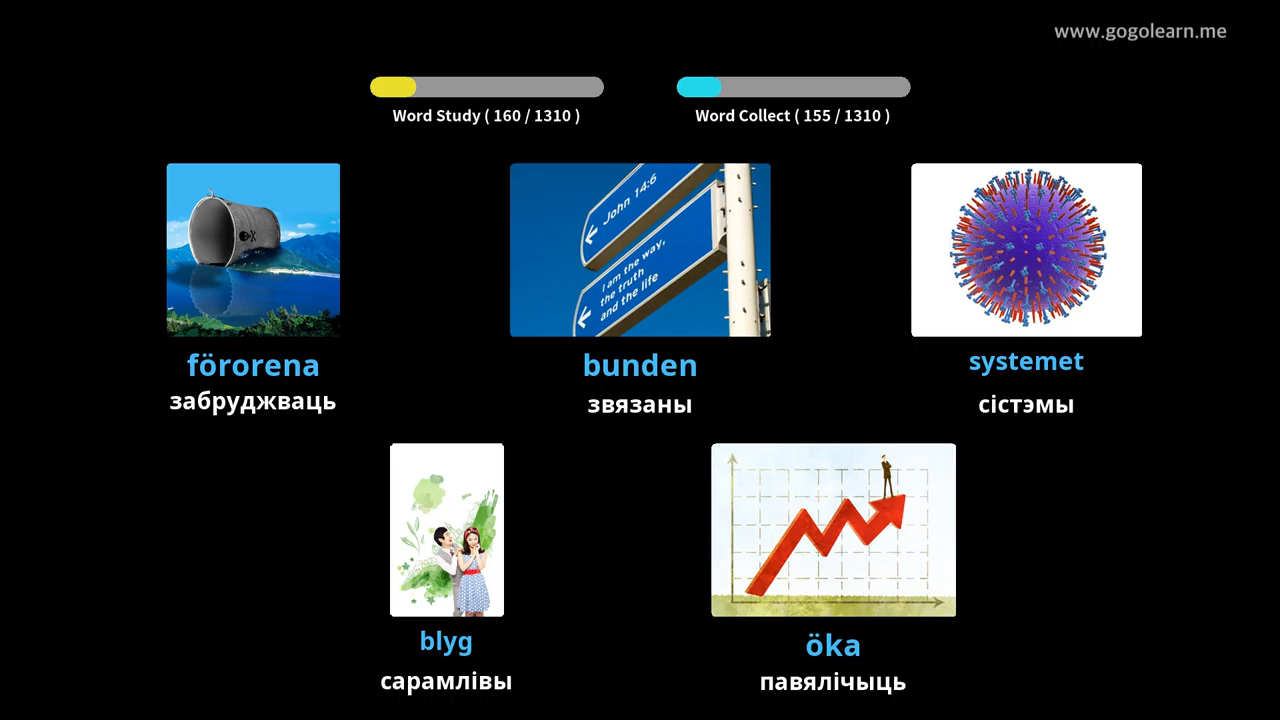 www.gogolearn.me
Word Study ( 160 / 1310 )
Word Collect ( 155 / 1310 )
John 14:6
I am the way,
the truth
and the life
förorena
забруджваць
bunden
звязаны
systemet
сістэмы
blyg
сарамлівы
öka
павялічыць